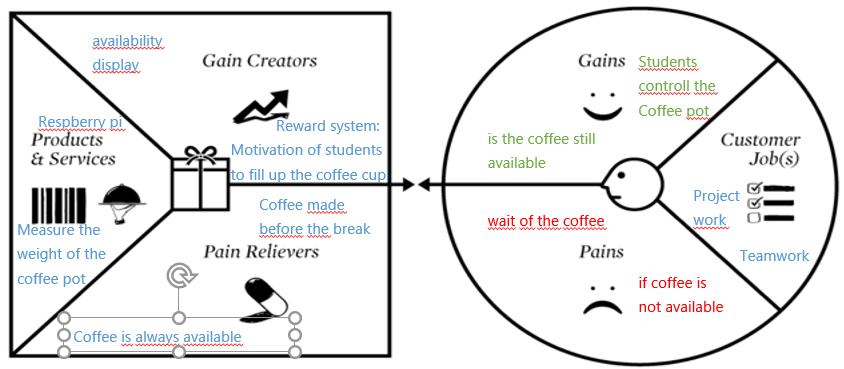 availability
display
Gain Creators
Respberry pi
Products
& Services
Reward system:
Motivation of students
to fill up the coffee cup
Measure the
weight of the
coffee pot
Coffee made
before the break
Pain Relievers
Coffee is always available
Gains
Students
controll the
Coffee pot
is the coffee still
available
Customer
Job(s)
Project
work
Teamwork
wait of the coffee
Pains
if coffee is
not available